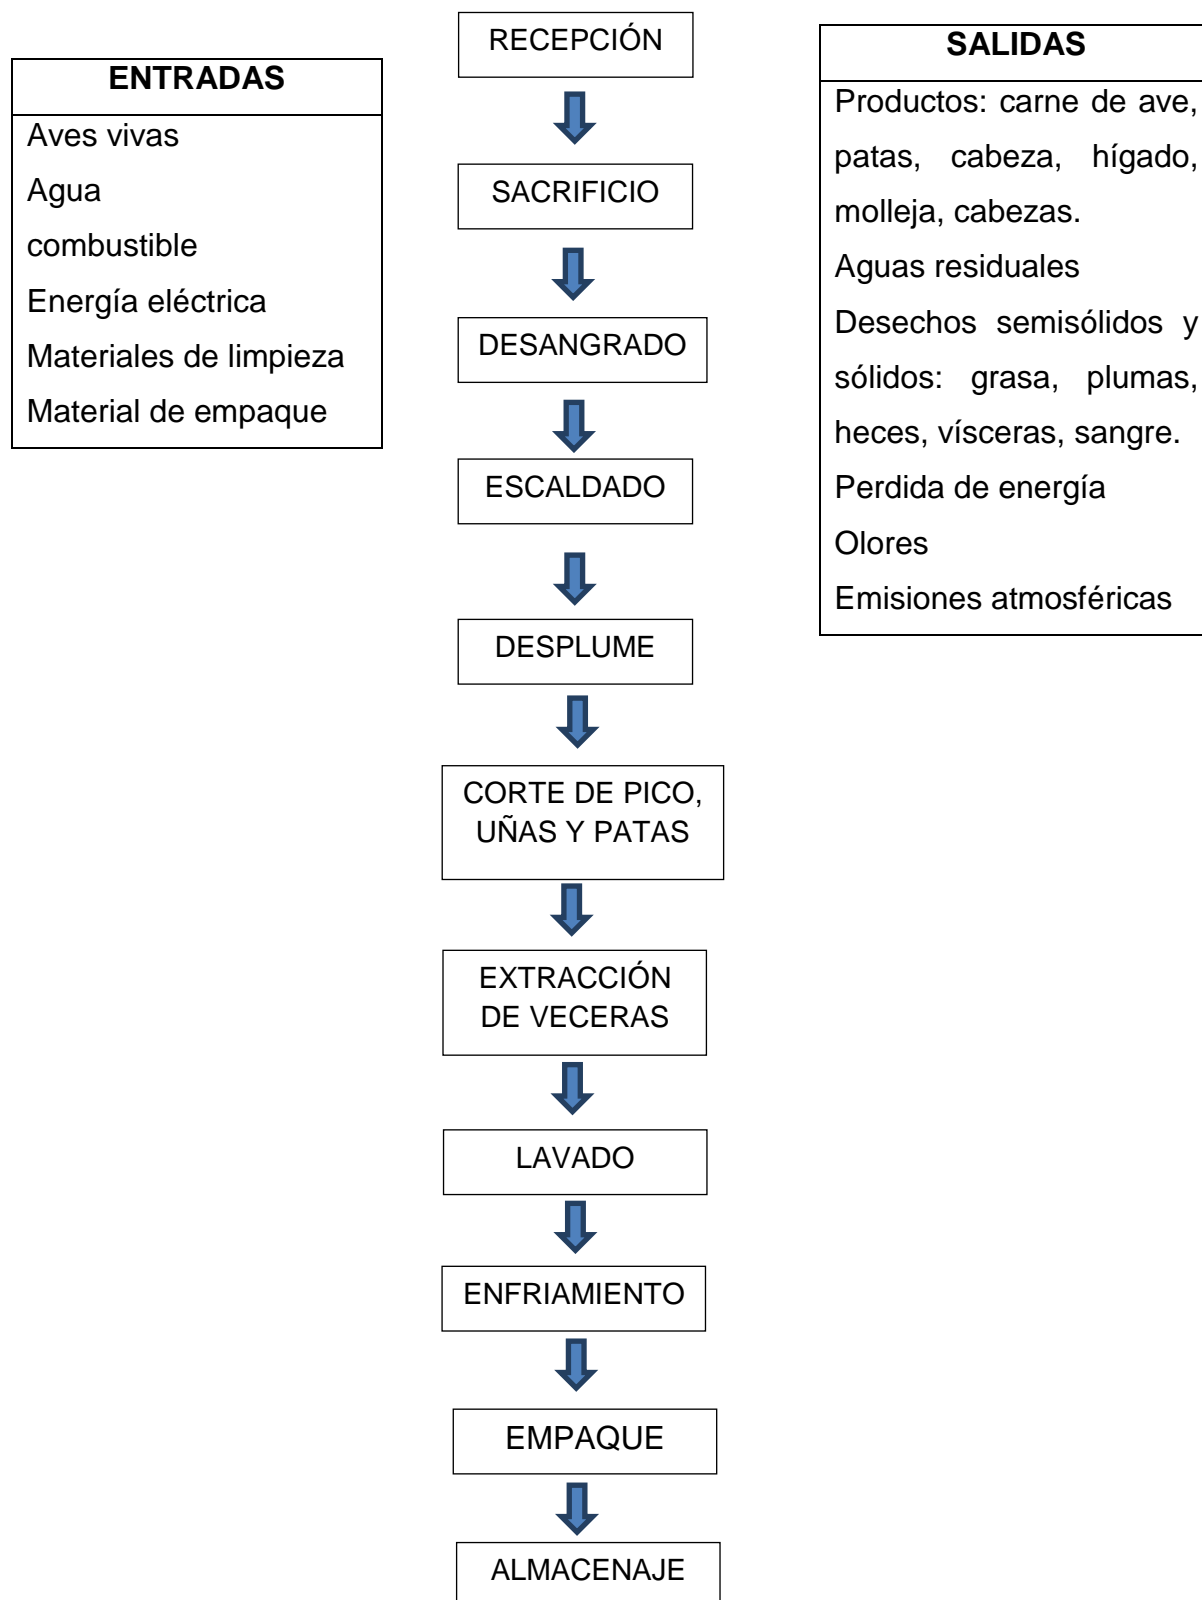 ENTRADAS
Aves vivas
Agua
combustible
Energía eléctrica
Materiales de limpieza
Material de empaque
RECEPCIÓN
SACRIFICIO
DESANGRADO
ESCALDADO
DESPLUME
CORTE DE PICO,
UÑAS Y PATAS
EXTRACCIÓN
DE VECERAS
LAVADO
ENFRIAMIENTO
EMPAQUE
ALMACENAJE
SALIDAS
Productos: carne de ave,
patas, cabeza, hígado,
molleja, cabezas.
Aguas residuales
Desechos semisólidos y
sólidos: grasa, plumas,
heces, vísceras, sangre.
Perdida de energía
Olores
Emisiones atmosféricas